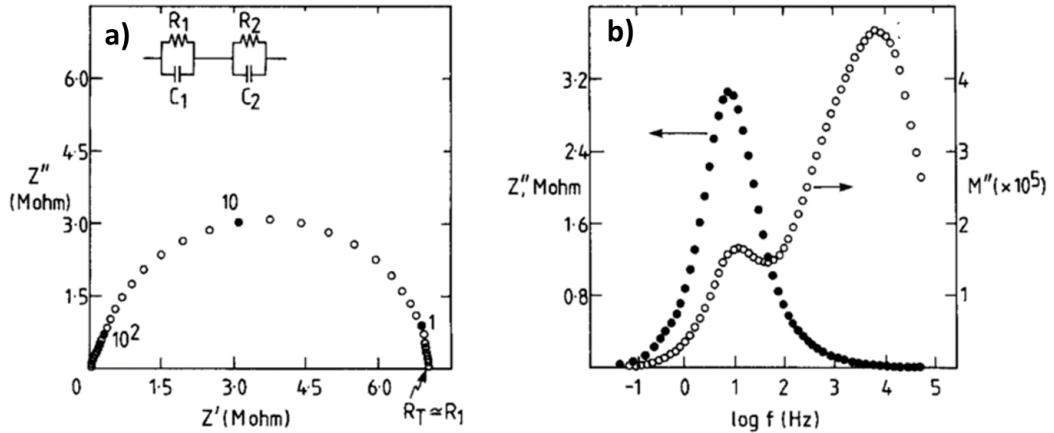 a)
R₁ R₂
C₁ C₂
6·0
4·5
Z″
(Mohm)
3·0
1·5
10
10²
1
0 1·5 3·0 4·5 6·0
Z′(Mohm)
R_T≃R₁
b)
3.2
2.4
1.6
0.8
Z″, Mohm
4
3
2
1
M″(×10⁵)
-1 0 1 2 3 4 5
log f (Hz)